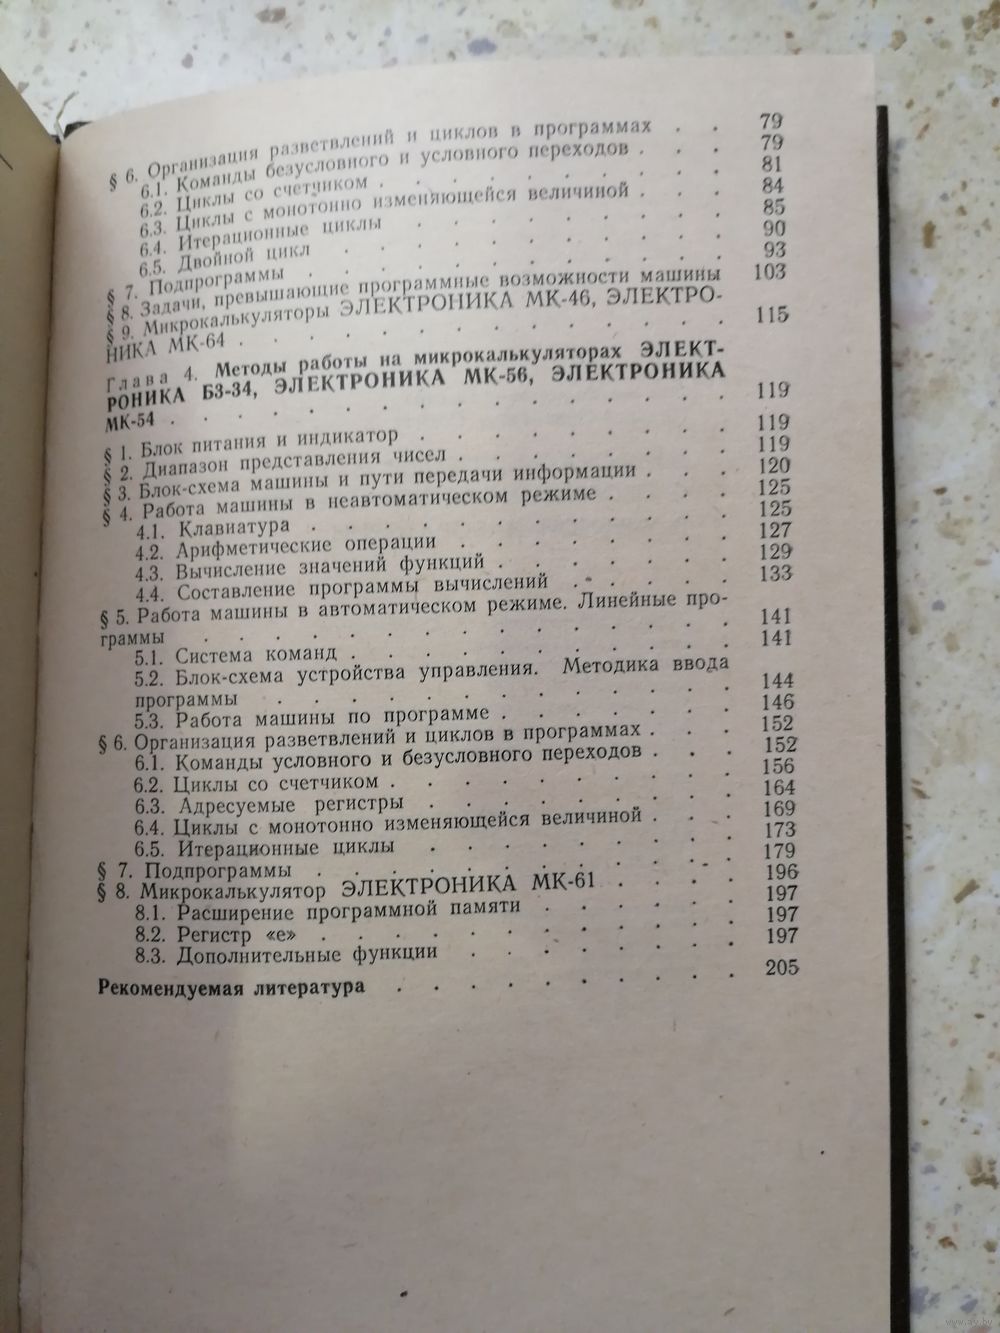 § 6. Организация разветвлений и циклов в программах . . 79
6.1. Команды безусловного и условного переходов . . . 79
6.2. Циклы со счетчиком . . . . . . . . . 81
6.3. Циклы с монотонно изменяющейся величиной . . . 84
6.4. Итерационные циклы . . . . . . . . 85
6.5. Двойной цикл . . . . . . . . . . 90
§ 7. Подпрограммы . . . . . . . . . . 93
§ 8. Задачи, превышающие программные возможности машины 103
§ 9. Микрокалькуляторы ЭЛЕКТРОНИКА МК-46, ЭЛЕКТРО-
НИКА МК-64 . . . . . . . . . . . 115
Глава 4. Методы работы на микрокалькуляторах ЭЛЕКТ-
РОНИКА Б3-34, ЭЛЕКТРОНИКА МК-56, ЭЛЕКТРОНИКА
МК-54 . . . . . . . . . . . . . 119
§ 1. Блок питания и индикатор . . . . . . . 119
§ 2. Диапазон представления чисел . . . . . . 119
§ 3. Блок-схема машины и пути передачи информации . . . 120
§ 4. Работа машины в неавтоматическом режиме . . . . 125
4.1. Клавиатура . . . . . . . . . . 125
4.2. Арифметические операции . . . . . . 127
4.3. Вычисление значений функций . . . . . 129
4.4. Составление программы вычислений . . . . 133
§ 5. Работа машины в автоматическом режиме. Линейные про-
граммы . . . . . . . . . . . . 141
5.1. Система команд . . . . . . . . . 141
5.2. Блок-схема устройства управления. Методика ввода
программы . . . . . . . . . . . 144
5.3. Работа машины по программе . . . . . . 146
§ 6. Организация разветвлений и циклов в программах . . . 152
6.1. Команды условного и безусловного переходов . . . 152
6.2. Циклы со счетчиком . . . . . . . . 156
6.3. Адресуемые регистры . . . . . . . 164
6.4. Циклы с монотонно изменяющейся величиной . . . 169
6.5. Итерационные циклы . . . . . . . 173
§ 7. Подпрограммы . . . . . . . . . . 179
§ 8. Микрокалькулятор ЭЛЕКТРОНИКА МК-61 . . . . 196
8.1. Расширение программной памяти . . . . . 197
8.2. Регистр «е» . . . . . . . . . . 197
8.3. Дополнительные функции . . . . . . 197
Рекомендуемая литература . . . . . . . . . 205
www.ay.by